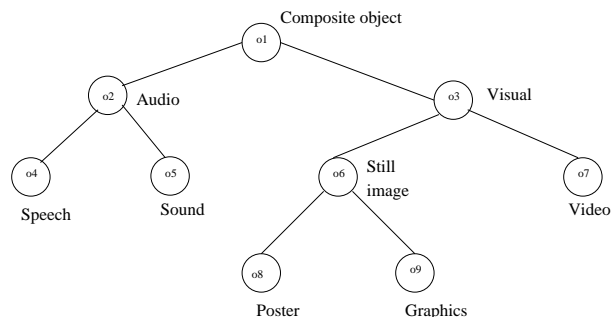 Composite object
o1
o2
Audio
o3
Visual
o4
o5
o6
Still
image
o7
Speech
Sound
Video
o8
o9
Poster
Graphics